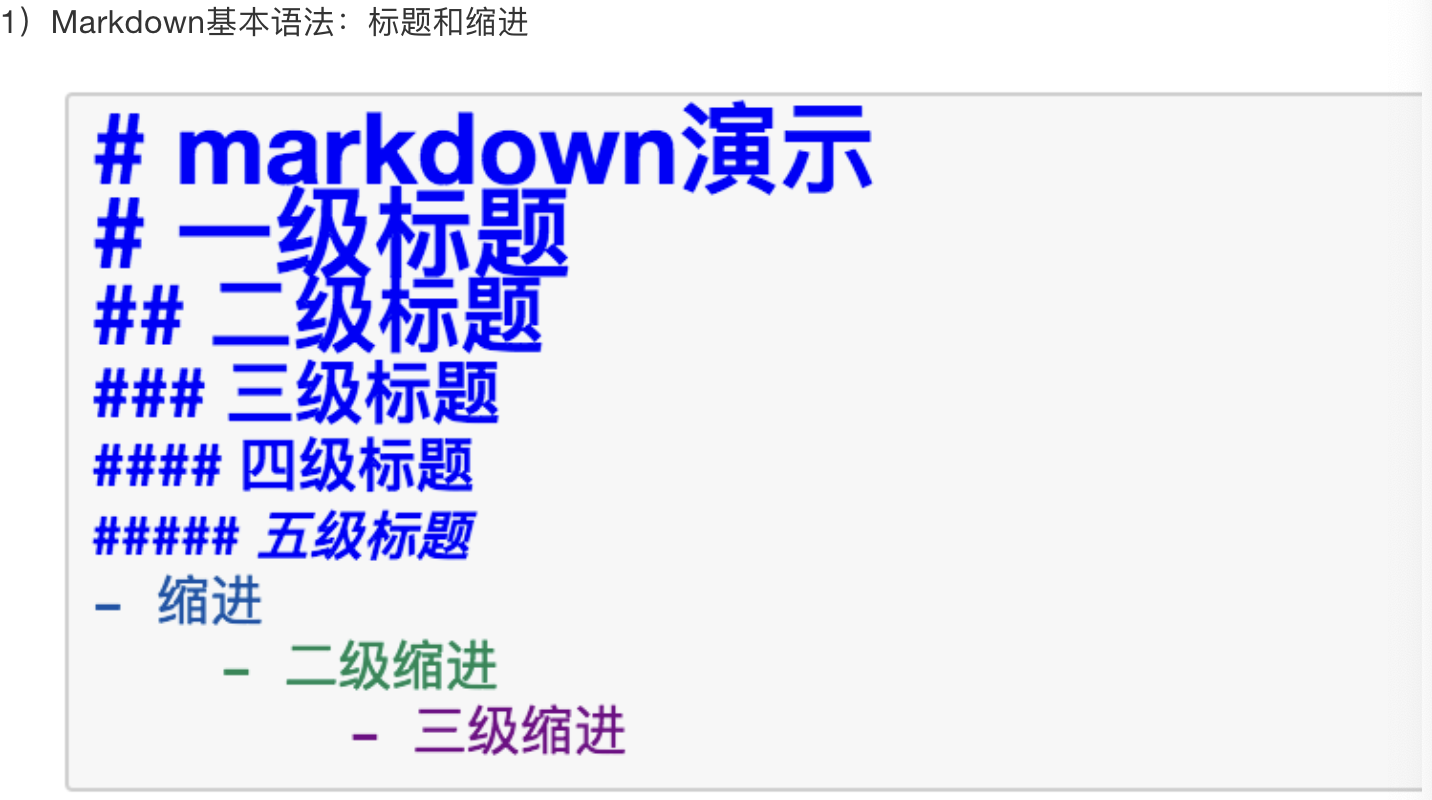 1）Markdown基本语法：标题和缩进
# markdown演示
# 一级标题
## 二级标题
### 三级标题
#### 四级标题
##### 五级标题
- 缩进
- 二级缩进
- 三级缩进